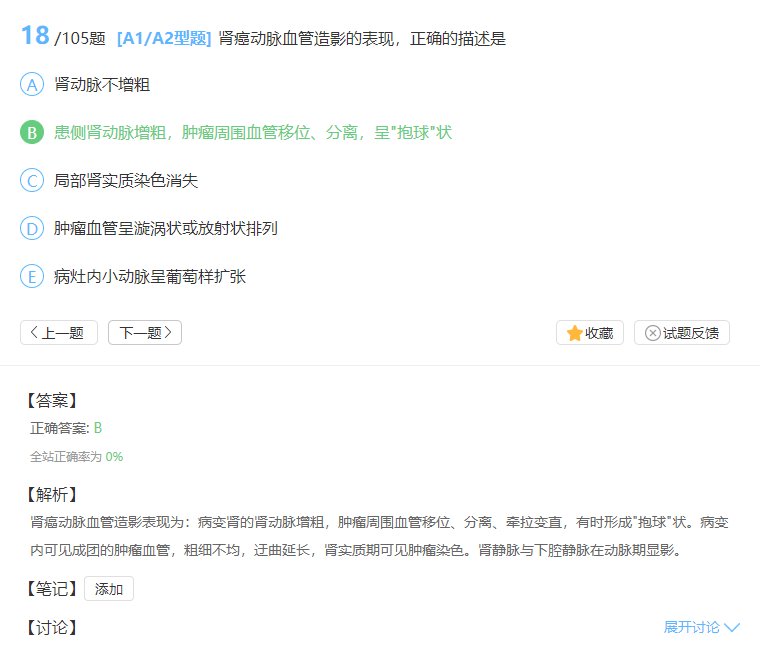 18 /105题 [A1/A2型题] 肾癌动脉血管造影的表现，正确的描述是
A 肾动脉不增粗
B 患侧肾动脉增粗，肿瘤周围血管移位、分离，呈"抱球"状
C 局部肾实质染色消失
D 肿瘤血管呈漩涡状或放射状排列
E 病灶内小动脉呈葡萄样扩张
上一题 下一题 收藏 试题反馈
【答案】
正确答案: B
全站正确率为 0%
【解析】
肾癌动脉血管造影表现为：病变肾的肾动脉增粗，肿瘤周围血管移位、分离、牵拉变直，有时形成"抱球"状。病变
内可见成团的肿瘤血管，粗细不均，迂曲延长，肾实质期可见肿瘤染色。肾静脉与下腔静脉在动脉期显影。
【笔记】 添加
【讨论】 展开讨论